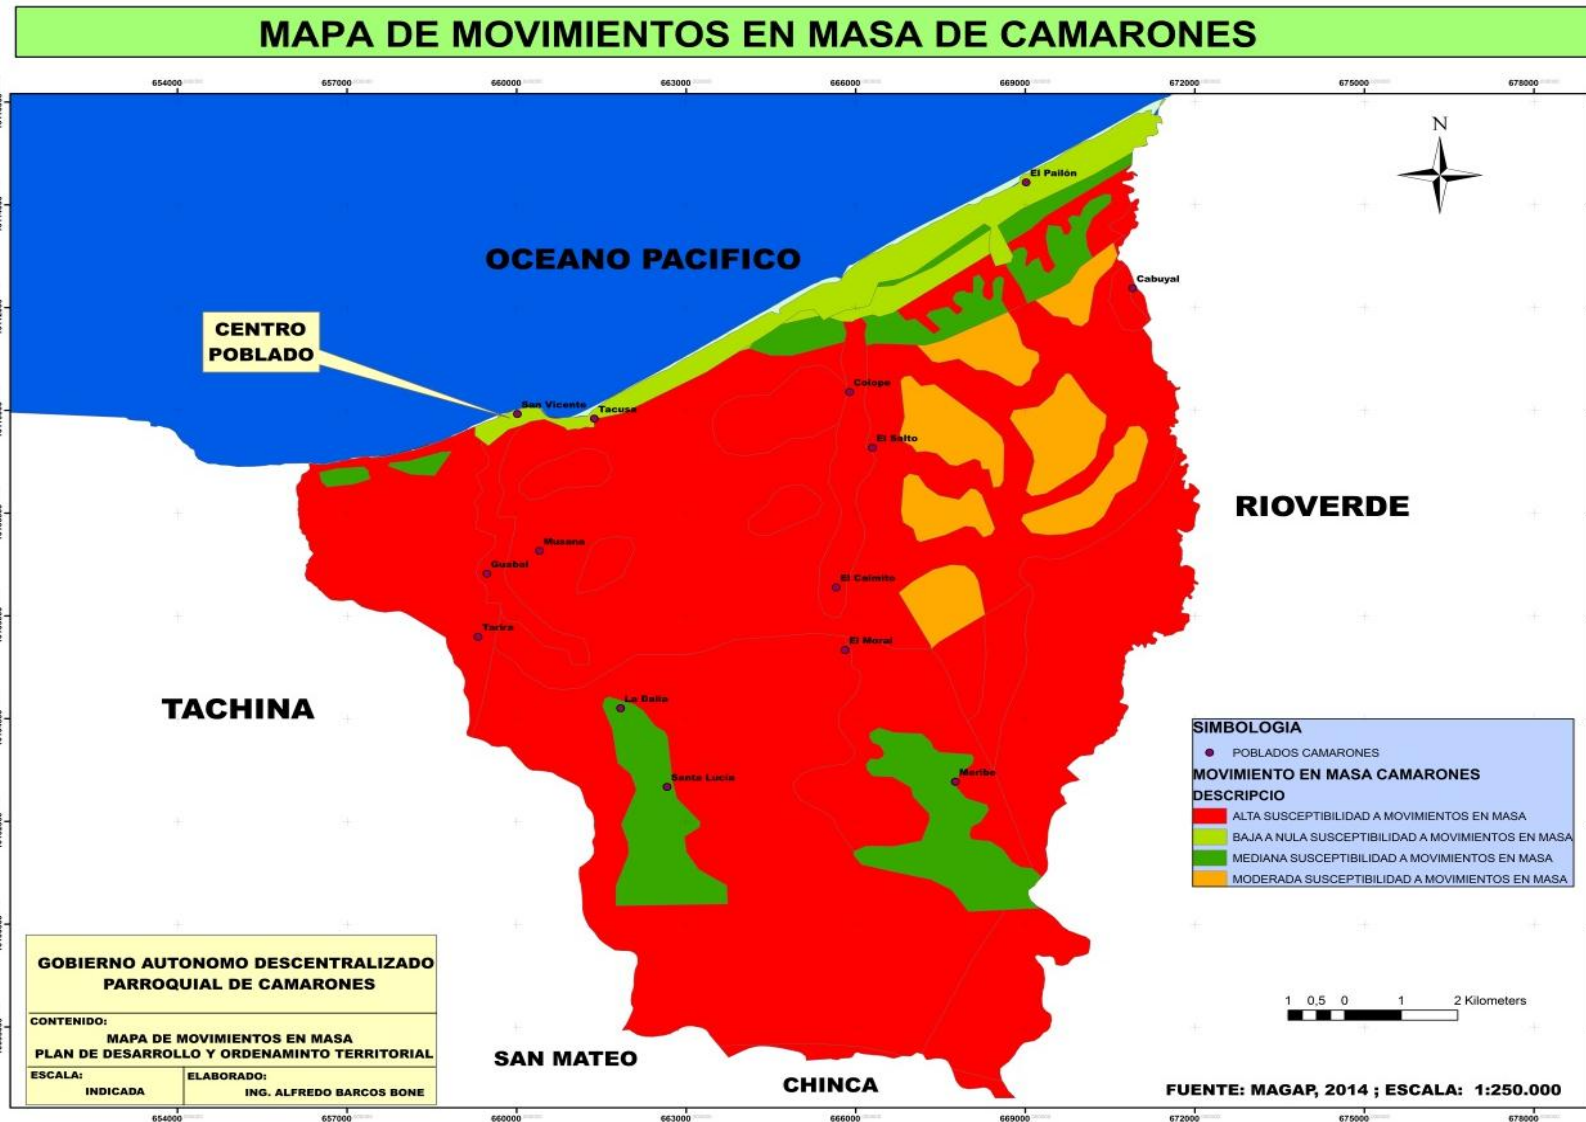 MAPA DE MOVIMIENTOS EN MASA DE CAMARONES
654000 657000 660000 663000 666000 669000 672000 675000 678000
N
El Pailón
OCEANO PACIFICO
Cabuyal
CENTRO
POBLADO
Colope
San Vicente
Tacusa
El Salto
RIOVERDE
Musana
Guabal
El Caimito
Tarira
El Moral
La Dalia
TACHINA
Santa Lucia
Meribe
SIMBOLOGIA
POBLADOS CAMARONES
MOVIMIENTO EN MASA CAMARONES
DESCRIPCIO
ALTA SUSCEPTIBILIDAD A MOVIMIENTOS EN MASA
BAJA A NULA SUSCEPTIBILIDAD A MOVIMIENTOS EN MASA
MEDIANA SUSCEPTIBILIDAD A MOVIMIENTOS EN MASA
MODERADA SUSCEPTIBILIDAD A MOVIMIENTOS EN MASA
GOBIERNO AUTONOMO DESCENTRALIZADO
PARROQUIAL DE CAMARONES
CONTENIDO:
MAPA DE MOVIMIENTOS EN MASA
PLAN DE DESARROLLO Y ORDENAMINTO TERRITORIAL
ESCALA:
INDICADA
ELABORADO:
ING. ALFREDO BARCOS BONE
SAN MATEO
CHINCA
1 0,5 0 1 2 Kilometers
FUENTE: MAGAP, 2014 ; ESCALA: 1:250.000
654000 657000 660000 663000 666000 669000 672000 675000 678000